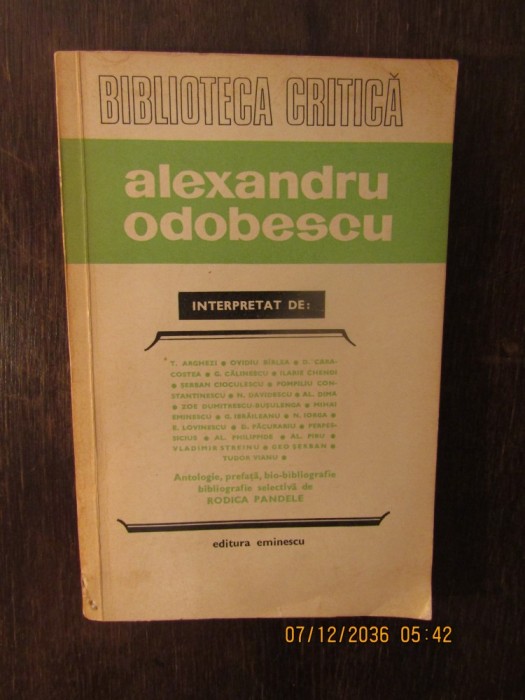 BIBLIOTECA CRITICĂ
alexandru
odobescu
INTERPRETAT DE:
T. ARGHEZI • OVIDIU BÎRLEA • D. CARA-
COSTEA • G. CĂLINESCU • ILARIE CHENDI
• ȘERBAN CIOCULESCU • POMPILIU CON-
STANTINESCU • N. DAVIDESCU • AL. DIMA
• ZOE DUMITRESCU-BUȘULENGA • MIHAI
EMINESCU • G. IBRĂILEANU • N. IORGA •
E. LOVINESCU • D. PĂCURARIU • PERPES-
SICIUS • AL. PHILIPPIDE • AL. PIRU •
VLADIMIR STREINU • GEO ȘERBAN •
TUDOR VIANU •
Antologie, prefață, bio-bibliografie
bibliografie selectivă de
RODICA PANDELE
editura eminescu
07/12/2036 05:42